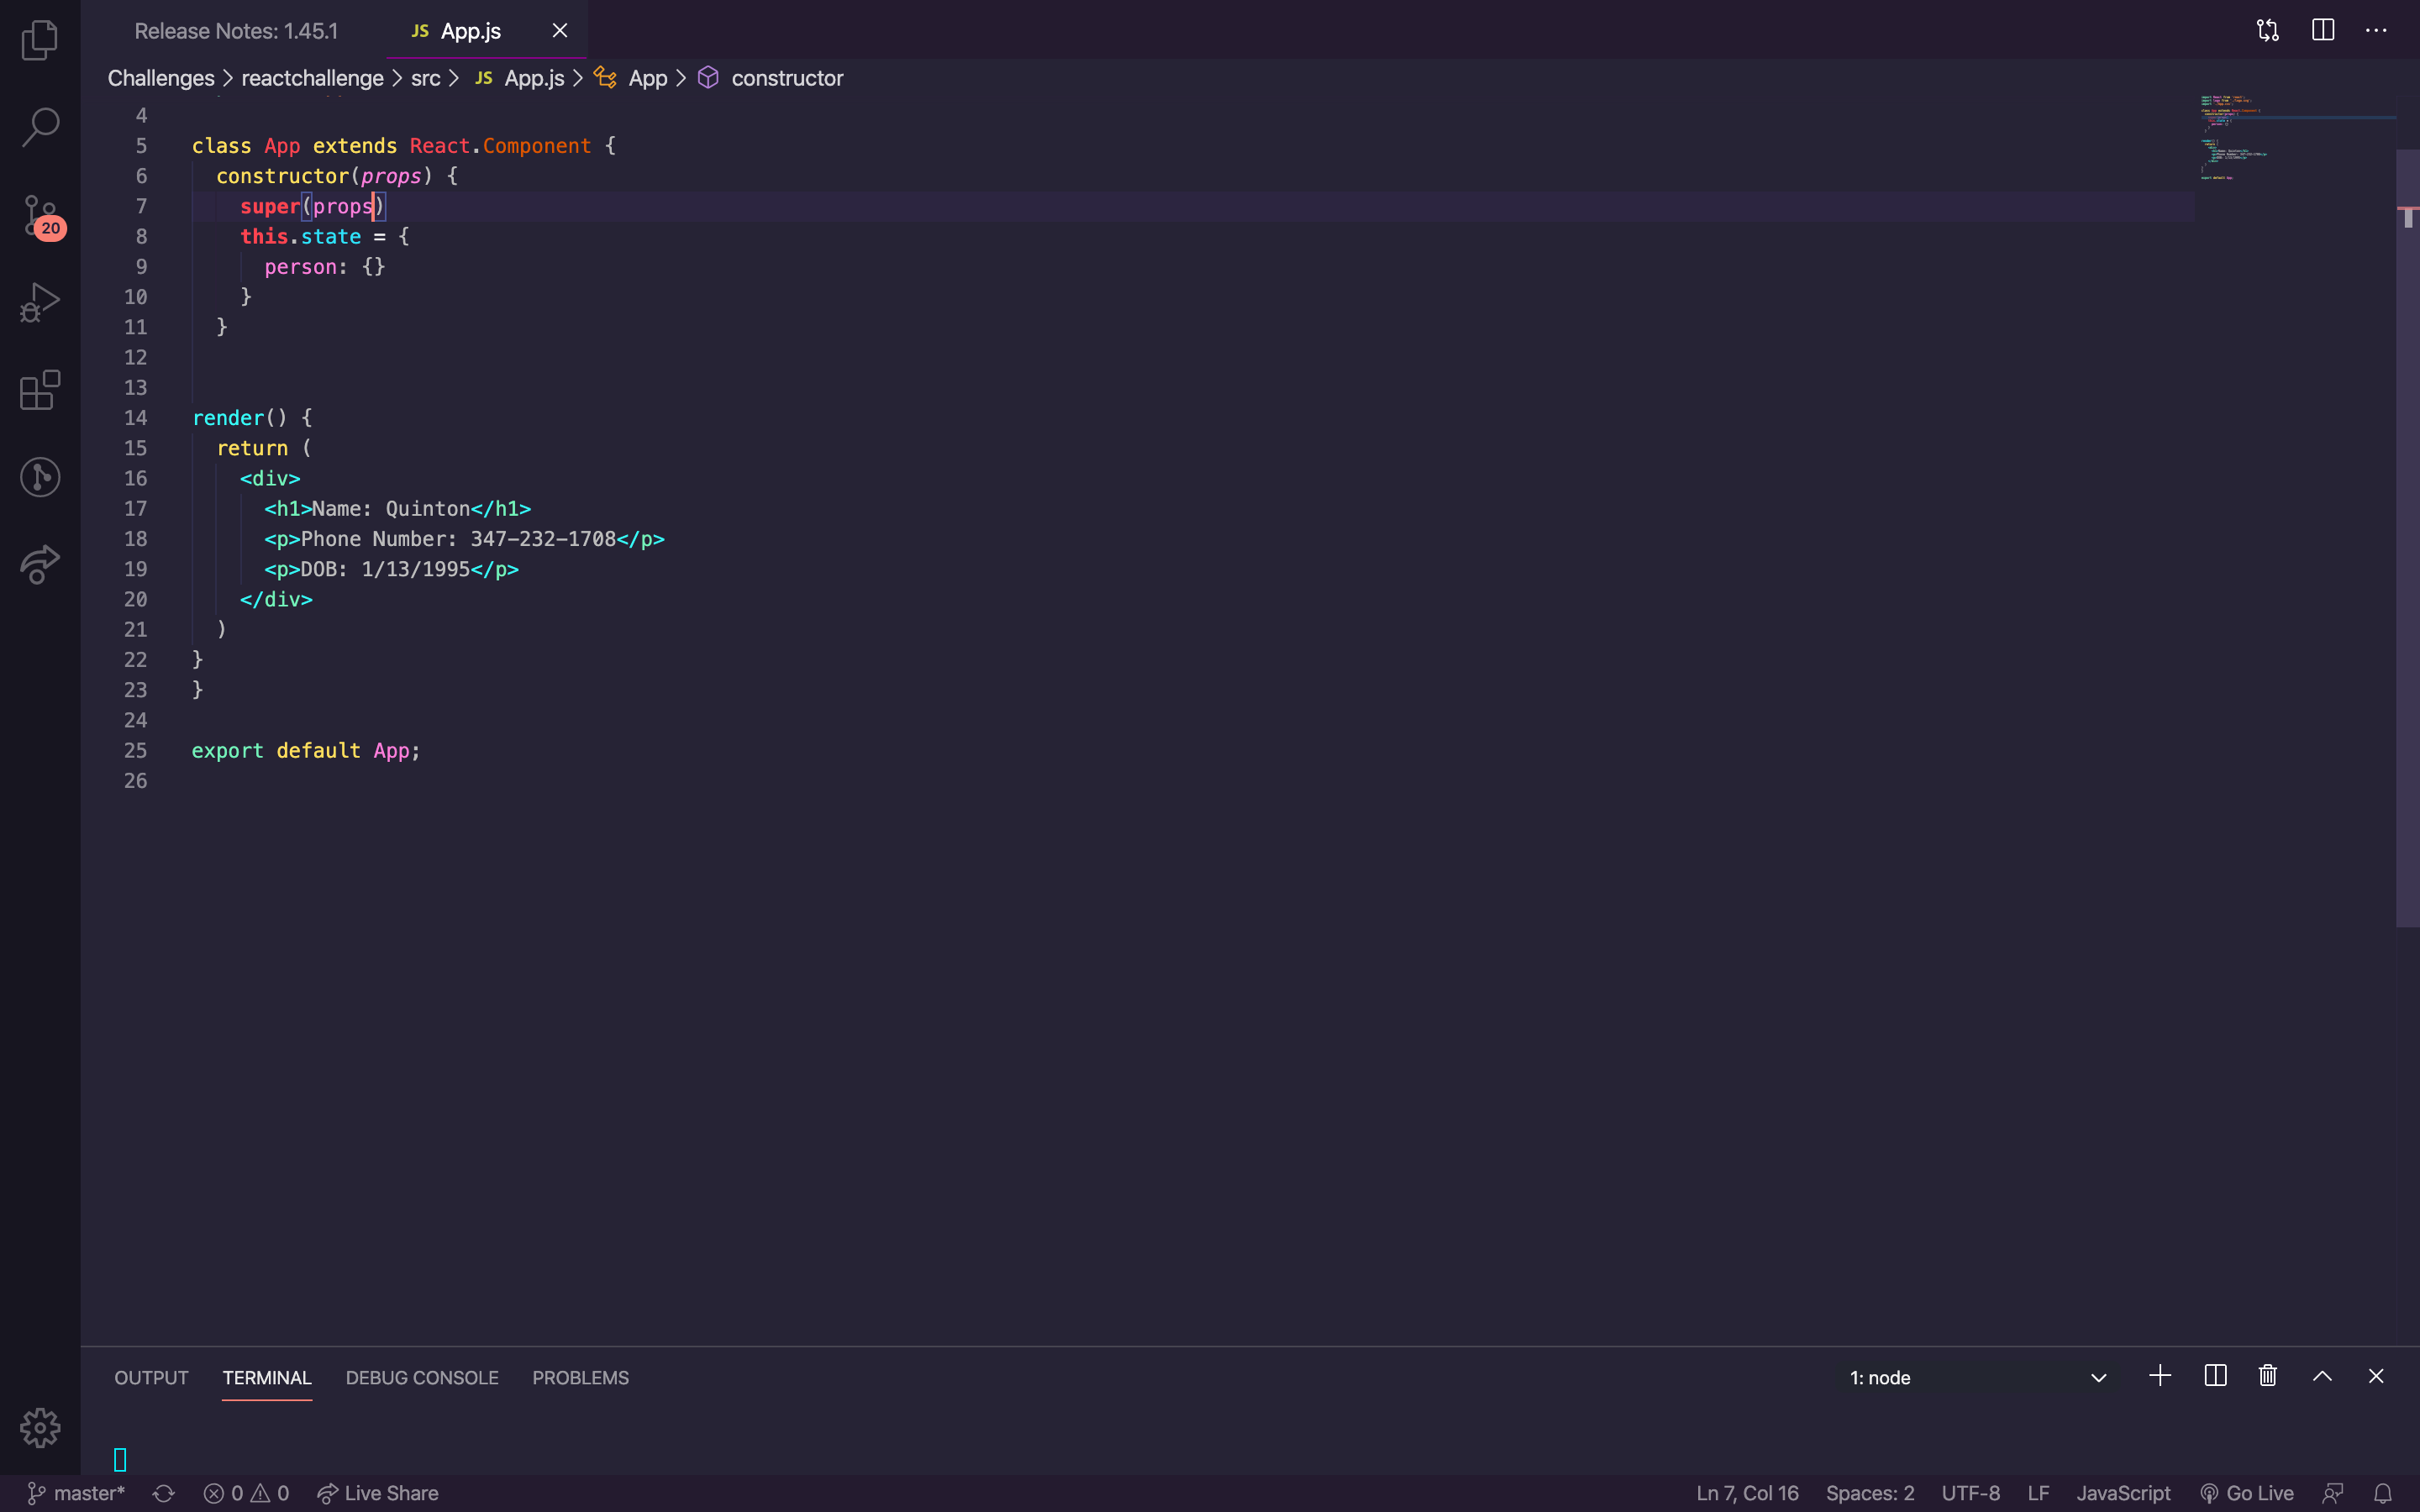 Release Notes: 1.45.1
JS App.js
Challenges > reactchallenge > src > JS App.js > App > constructor
4
5 class App extends React.Component {
6 constructor(props) {
7 super(props)
8 this.state = {
9 person: {}
10 }
11 }
12
13
14 render() {
15 return (
16 <div>
17 <h1>Name: Quinton</h1>
18 <p>Phone Number: 347-232-1708</p>
19 <p>DOB: 1/13/1995</p>
20 </div>
21 )
22 }
23 }
24
25 export default App;
26
20
OUTPUT TERMINAL DEBUG CONSOLE PROBLEMS 1: node
master* 0 0 Live Share Ln 7, Col 16 Spaces: 2 UTF-8 LF JavaScript Go Live